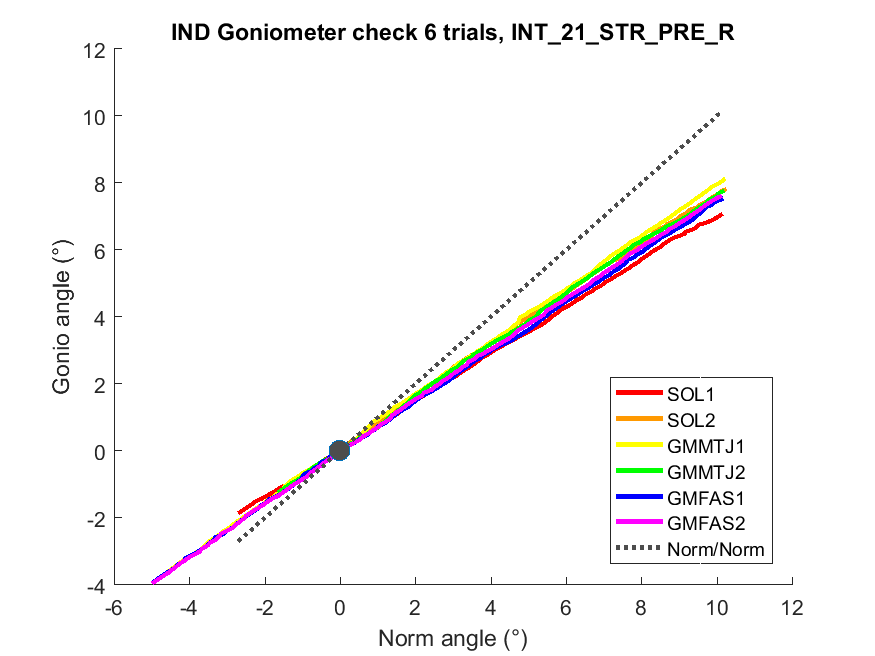 IND Goniometer check 6 trials, INT_21_STR_PRE_R
12
10
8
6
4
2
0
-2
-4
Gonio angle (°)
-6
-4
-2
0
2
4
6
8
10
12
Norm angle (°)
SOL1
SOL2
GMMTJ1
GMMTJ2
GMFAS1
GMFAS2
Norm/Norm